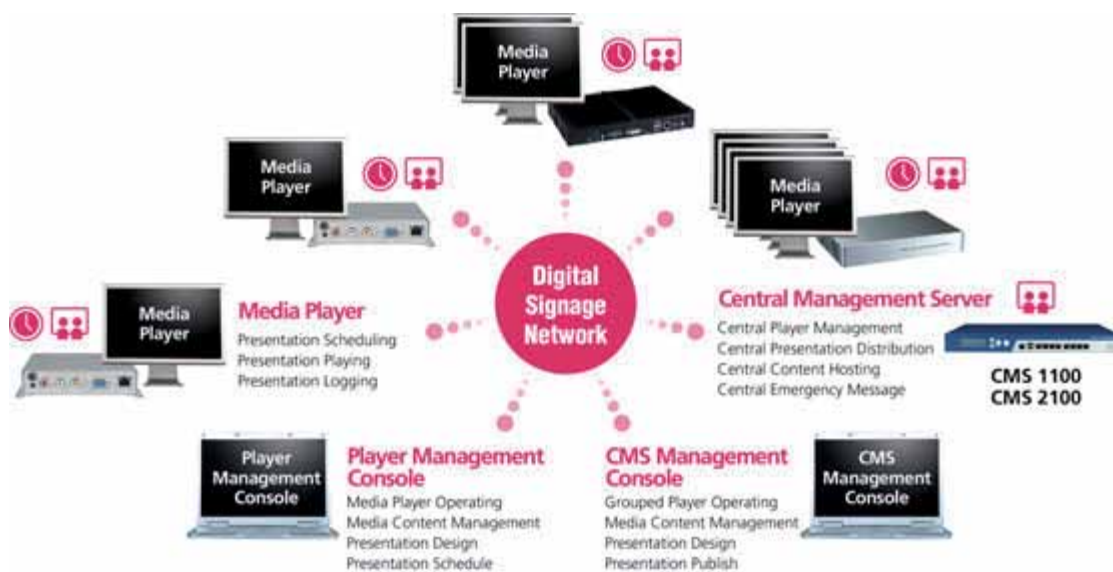 Media
Player
Media
Player
Media
Player
Digital
Signage
Network
Media
Player
Media Player
Presentation Scheduling
Presentation Playing
Presentation Logging
Central Management Server
Central Player Management
Central Presentation Distribution
Central Content Hosting
Central Emergency Message
CMS 1100
CMS 2100
Player
Management
Console
Player Management
Console
Media Player Operating
Media Content Management
Presentation Design
Presentation Schedule
CMS Management
Console
Grouped Player Operating
Media Content Management
Presentation Design
Presentation Publish
CMS
Management
Console